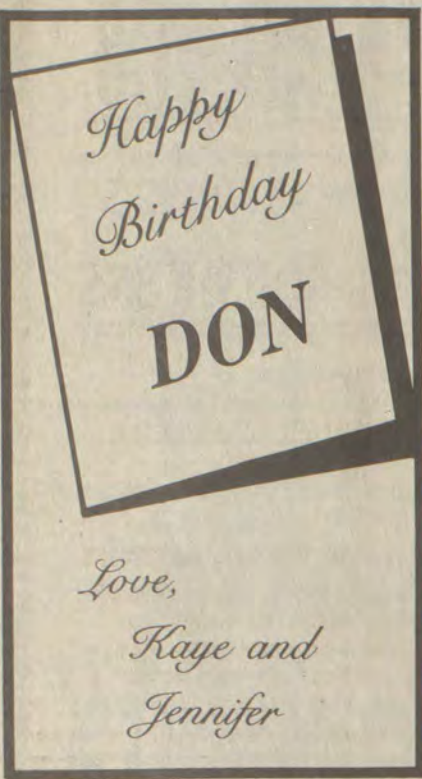 Happy
Birthday
DON
Love,
Kaye and
Jennifer